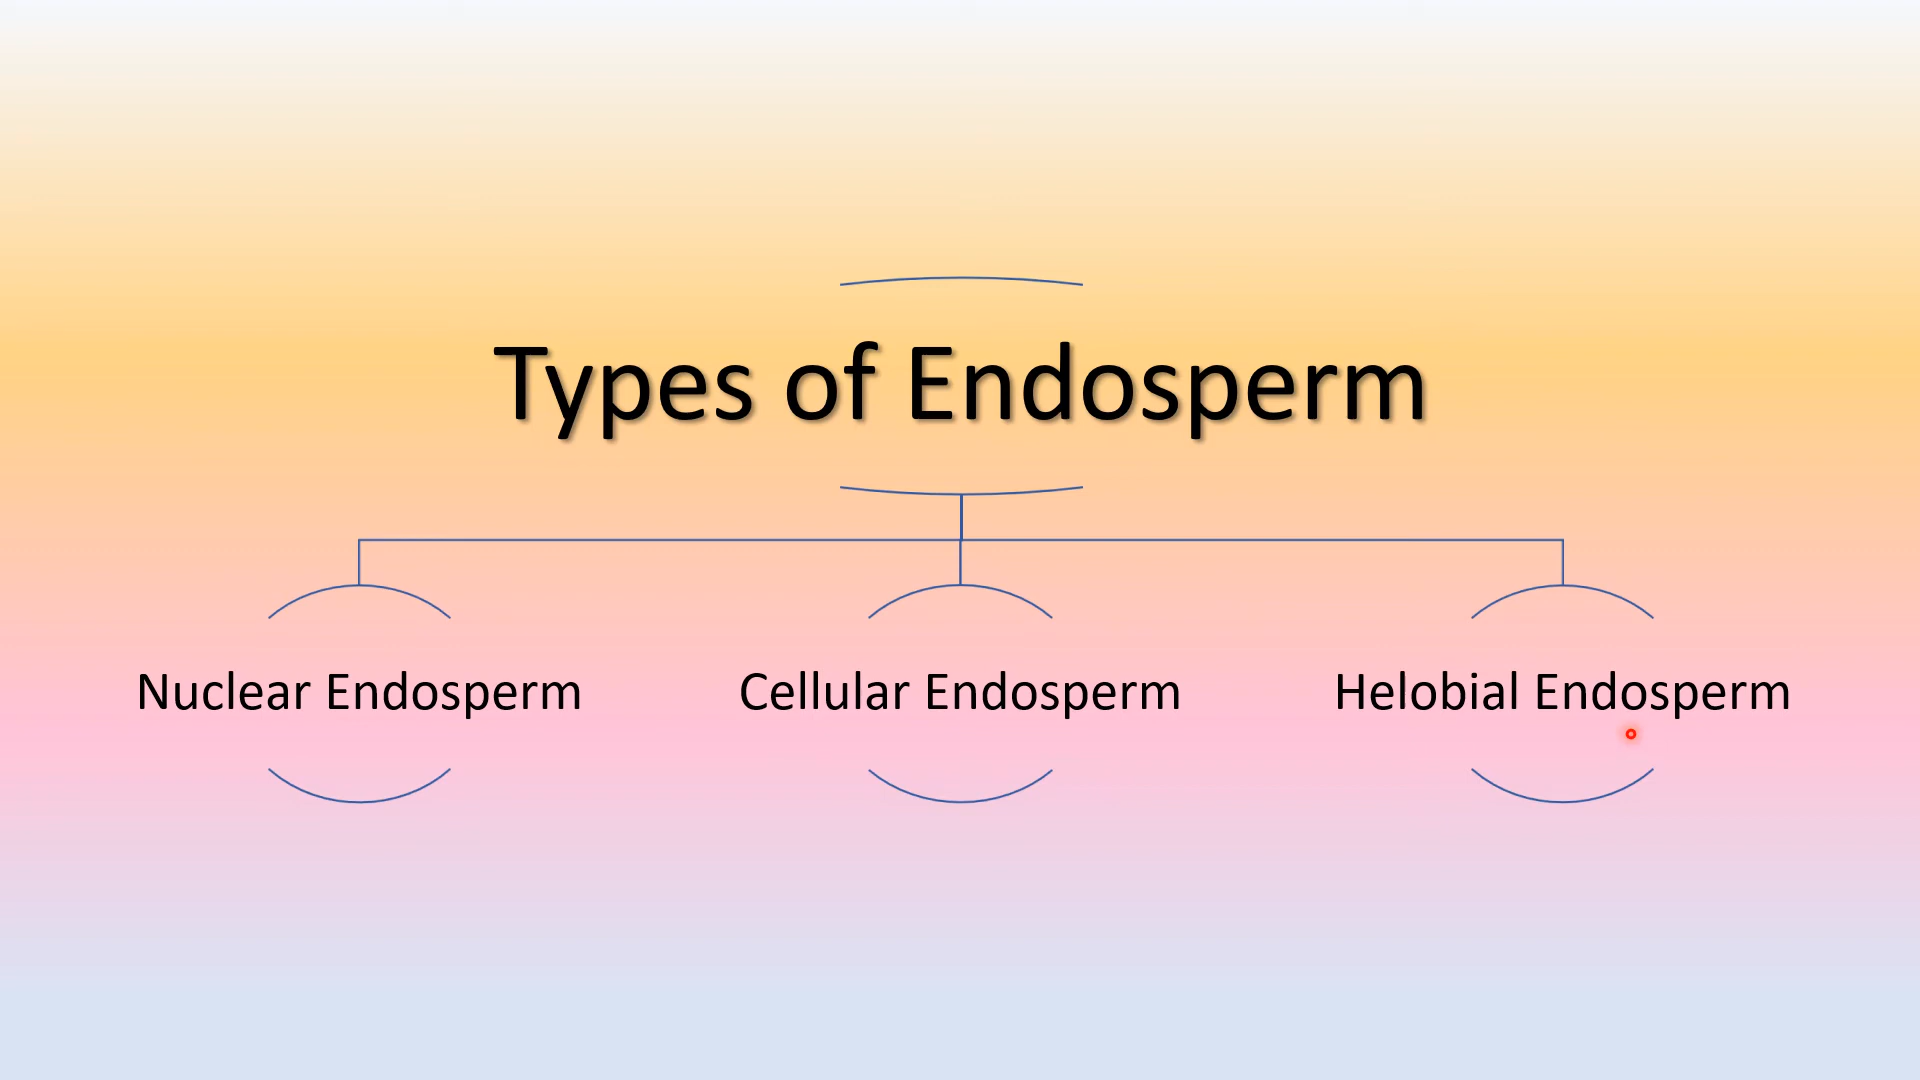 Types of Endosperm
Nuclear Endosperm
Cellular Endosperm
Helobial Endosperm